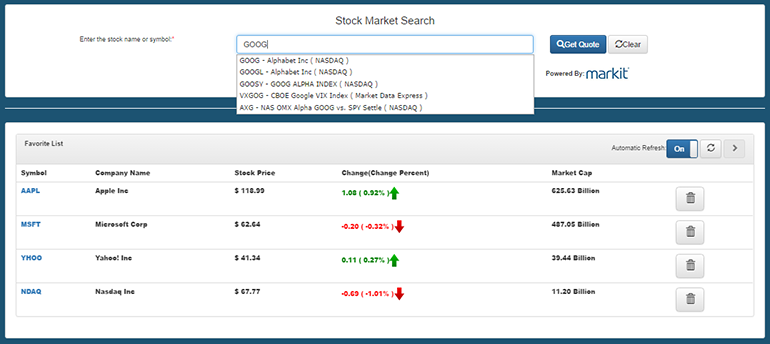 Stock Market Search
Enter the stock name or symbol:*
GOOG
Get Quote
Clear
GOOG - Alphabet Inc ( NASDAQ )
GOOGL - Alphabet Inc ( NASDAQ )
GOOSY - GOOG ALPHA INDEX ( NASDAQ )
VXGOG - CBOE Google VIX Index ( Market Data Express )
AXG - NAS OMX Alpha GOOG vs. SPY Settle ( NASDAQ )
Powered By: markit
Favorite List
Automatic Refresh: On
Symbol Company Name Stock Price Change(Change Percent) Market Cap
AAPL Apple Inc $ 118.99 1.08 ( 0.92% ) 625.63 Billion
MSFT Microsoft Corp $ 62.64 -0.20 ( -0.32% ) 487.05 Billion
YHOO Yahoo! Inc $ 41.34 0.11 ( 0.27% ) 39.44 Billion
NDAQ Nasdaq Inc $ 67.77 -0.69 ( -1.01% ) 11.20 Billion